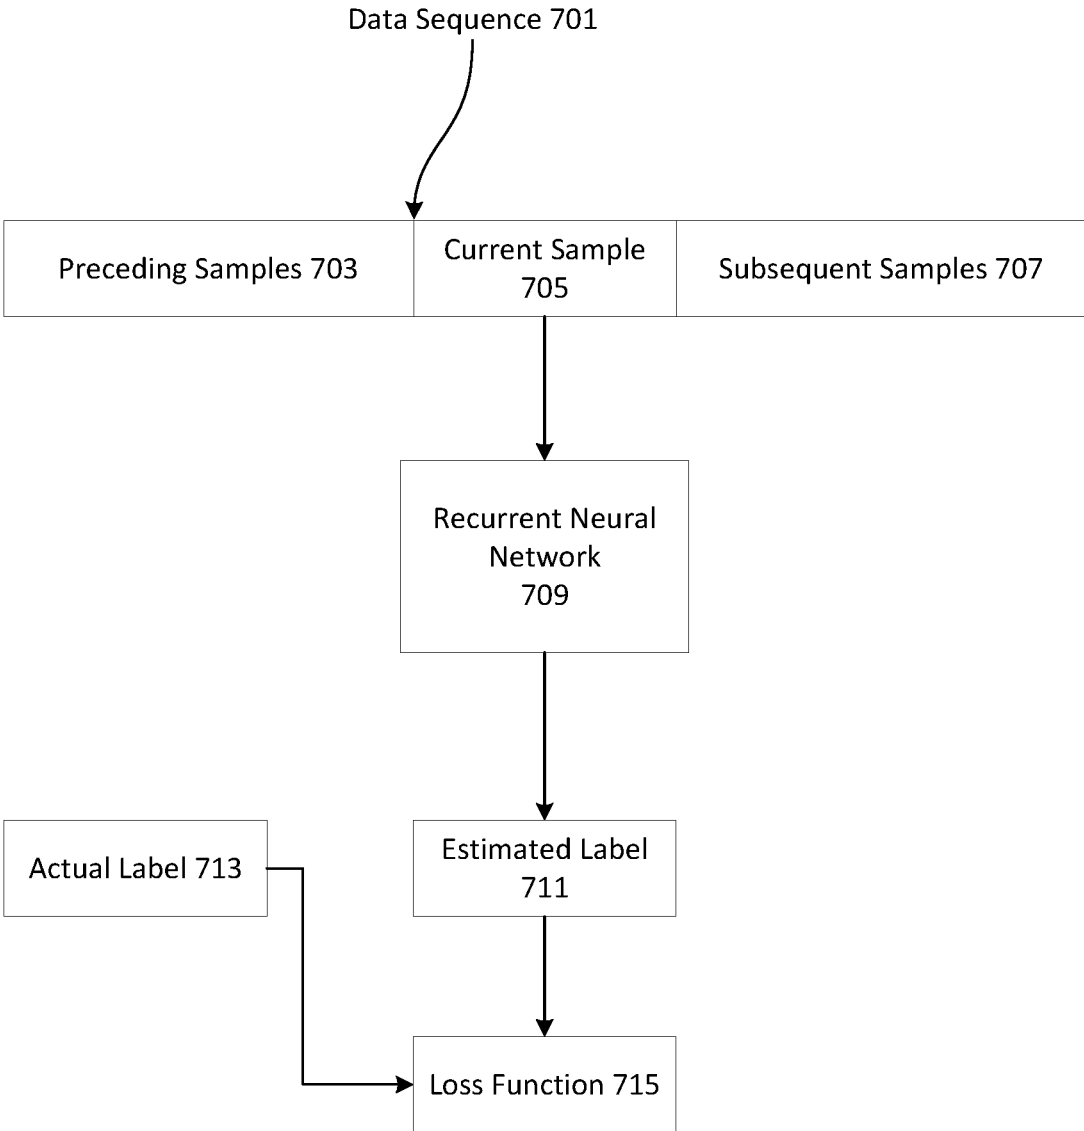 Data Sequence 701
Preceding Samples 703
Current Sample
705
Subsequent Samples 707
Recurrent Neural
Network
709
Actual Label 713
Estimated Label
711
Loss Function 715